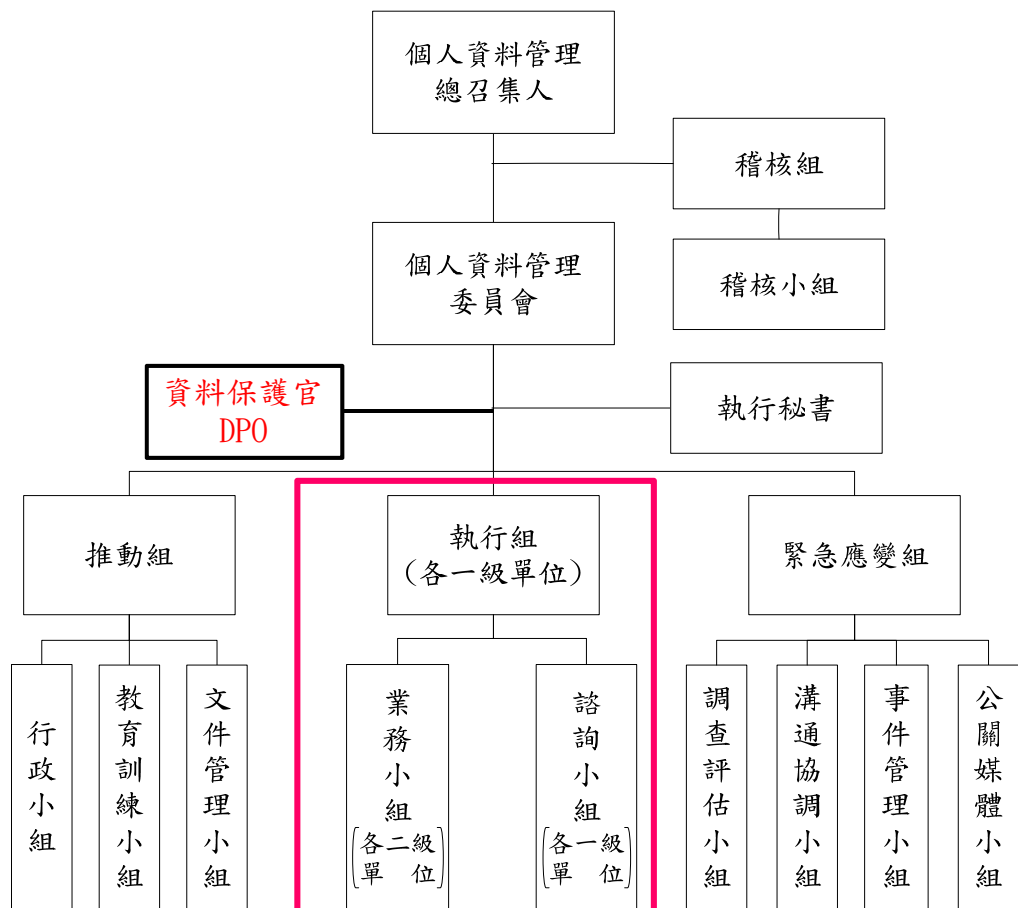 個人資料管理
總召集人
稽核組
個人資料管理
委員會
稽核小組
資料保護官
DPO
執行秘書
推動組
執行組
(各一級單位)
緊急應變組
行政小組
教育訓練小組
文件管理小組
業務小組
(各二級
單 位)
諮詢小組
(各一級
單 位)
調查評估小組
溝通協調小組
事件管理小組
公關媒體小組